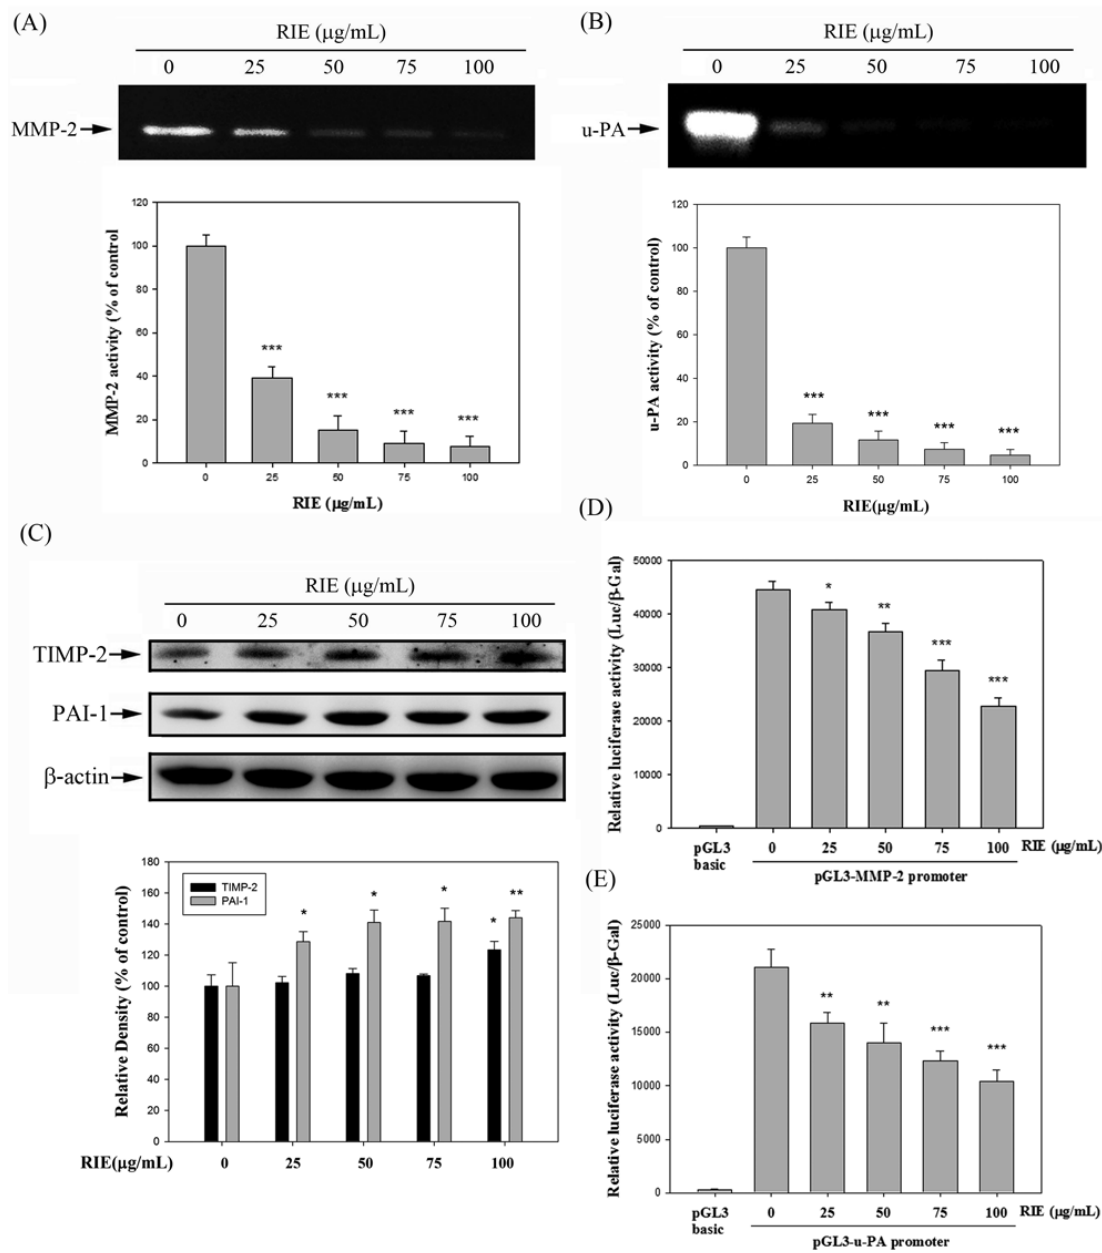 (A)
RIE (µg/mL)
0 25 50 75 100
MMP-2
120
100
80
60
40
20
0
MMP-2 activity (% of control)
***
***
***
***
0 25 50 75 100
RIE (µg/mL)
(B)
RIE (µg/mL)
0 25 50 75 100
u-PA
120
100
80
60
40
20
0
u-PA activity (% of control)
***
***
***
***
0 25 50 75 100
RIE(µg/mL)
(C)
RIE (µg/mL)
0 25 50 75 100
TIMP-2
PAI-1
β-actin
180
160
140
120
100
80
60
40
20
0
Relative Density (% of control)
TIMP-2
PAI-1
*
*
*
*
**
RIE(µg/mL) 0 25 50 75 100
(D)
50000
40000
30000
20000
10000
0
Relative luciferase activity (Luc/β-Gal)
*
**
***
***
pGL3 basic
0 25 50 75 100 RIE (µg/mL)
pGL3-MMP-2 promoter
(E)
25000
20000
15000
10000
5000
0
Relative luciferase activity (Luc/β-Gal)
**
**
***
***
pGL3 basic
0 25 50 75 100 RIE (µg/mL)
pGL3-u-PA promoter